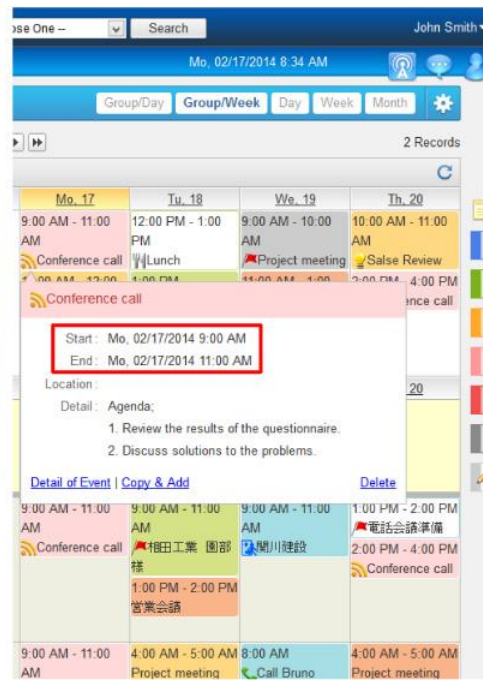 ose One -- Search John Smith
Mo, 02/17/2014 8:34 AM
Group/Day Group/Week Day Week Month
2 Records
Mo, 17 Tu, 18 We, 19 Th, 20
9:00 AM - 11:00 AM
Conference call
12:00 PM - 1:00 PM
Lunch
9:00 AM - 10:00 AM
Project meeting
10:00 AM - 11:00 AM
Salse Review
2:00 PM 4:00 PM
ence call
Conference call
Start: Mo, 02/17/2014 9:00 AM
End: Mo, 02/17/2014 11:00 AM
Location:
Detail: Agenda;
1. Review the results of the questionnaire.
2. Discuss solutions to the problems.
Detail of Event | Copy & Add Delete
20
9:00 AM - 11:00 AM
Conference call
9:00 AM - 11:00 AM
相田工業 園部様
1:00 PM - 2:00 PM
営業会議
9:00 AM - 11:00 AM
関川建設
1:00 PM - 2:00 PM
電話会議準備
2:00 PM - 4:00 PM
Conference call
9:00 AM - 11:00 AM
4:00 AM - 5:00 AM
Project meeting
8:00 AM
Call Bruno
4:00 AM - 5:00 AM
Project meeting